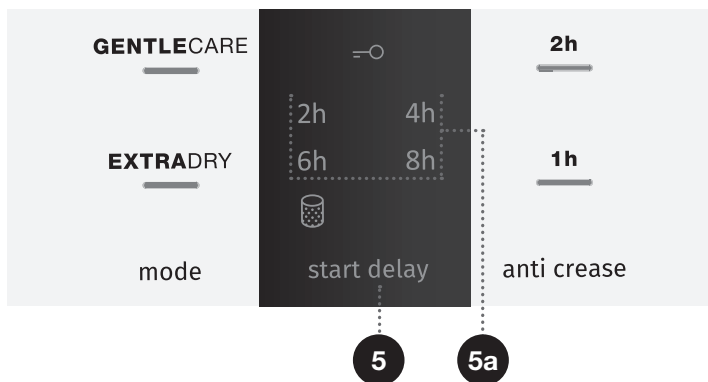 GENTLECARE
2h
2h 4h
EXTRADRY
6h 8h
1h
mode
start delay
anti crease
5
5a